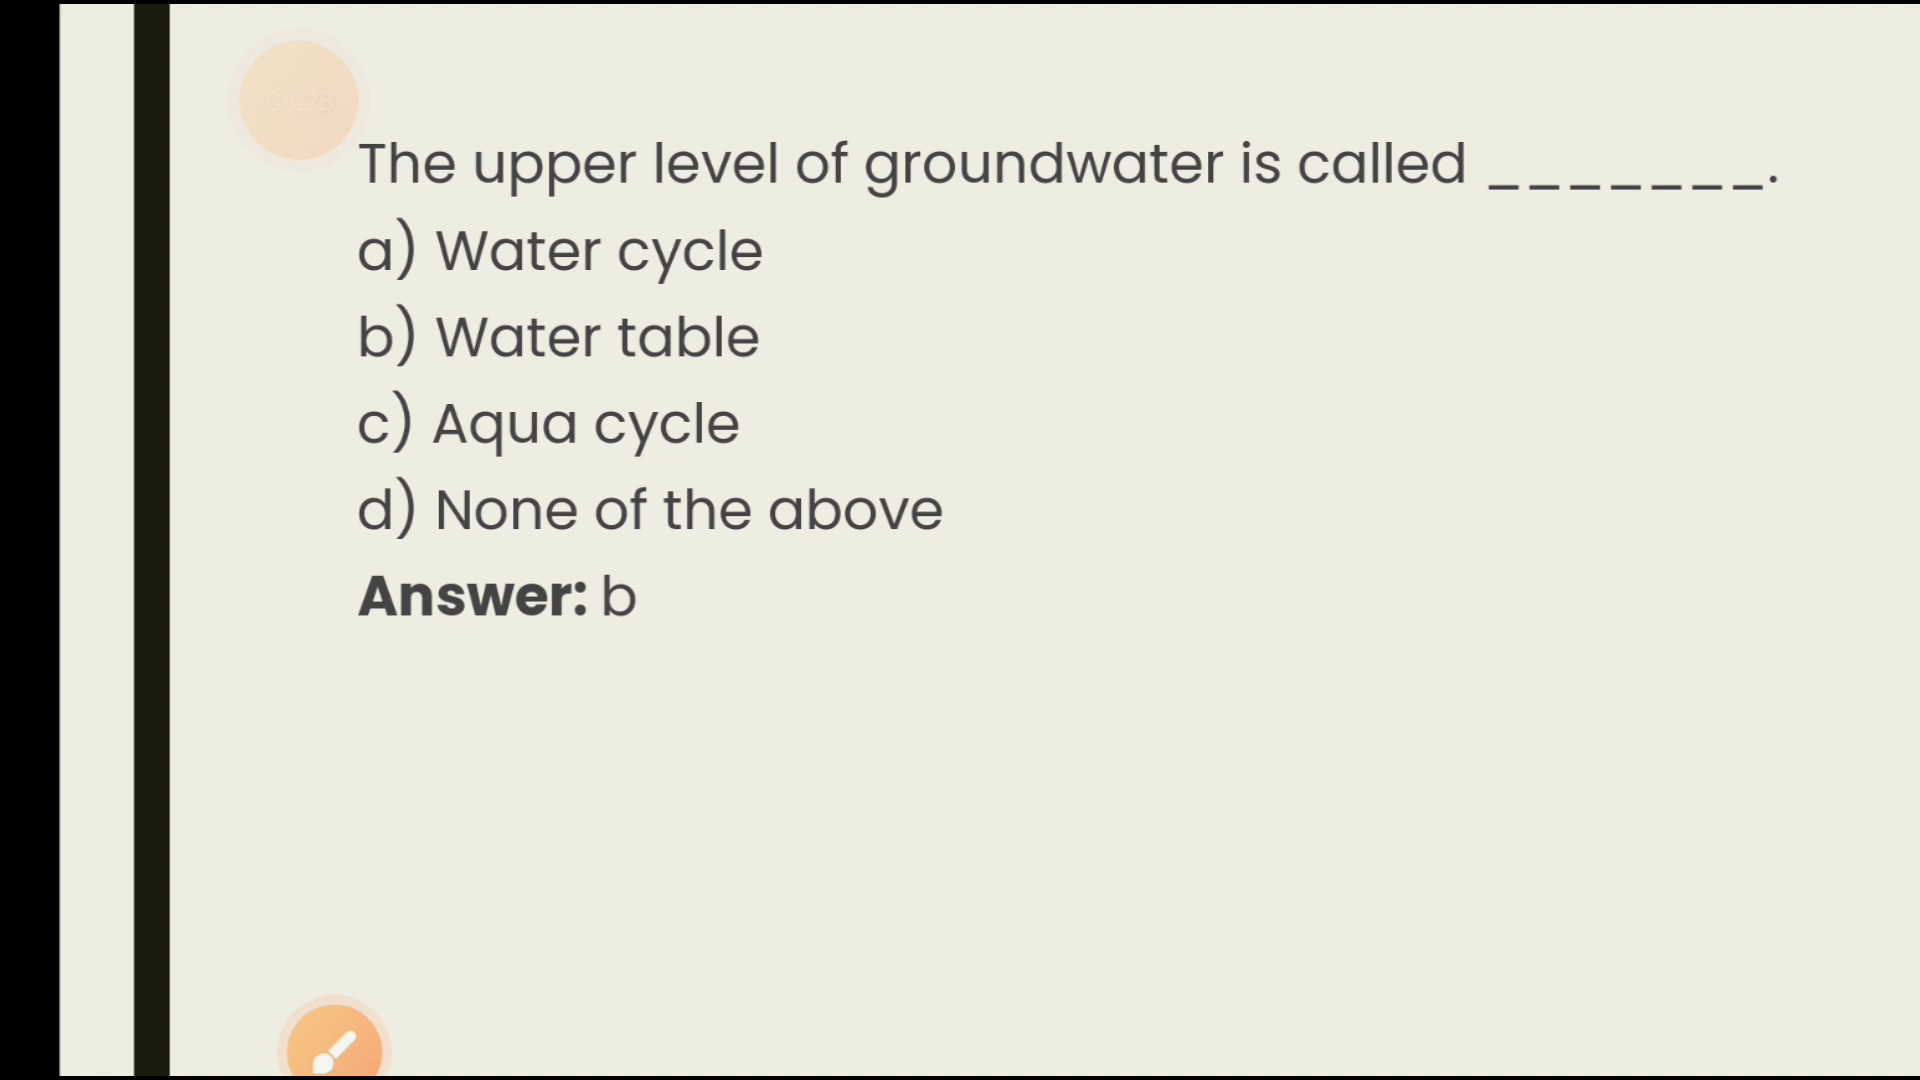 The upper level of groundwater is called _______.
a) Water cycle
b) Water table
c) Aqua cycle
d) None of the above
Answer: b